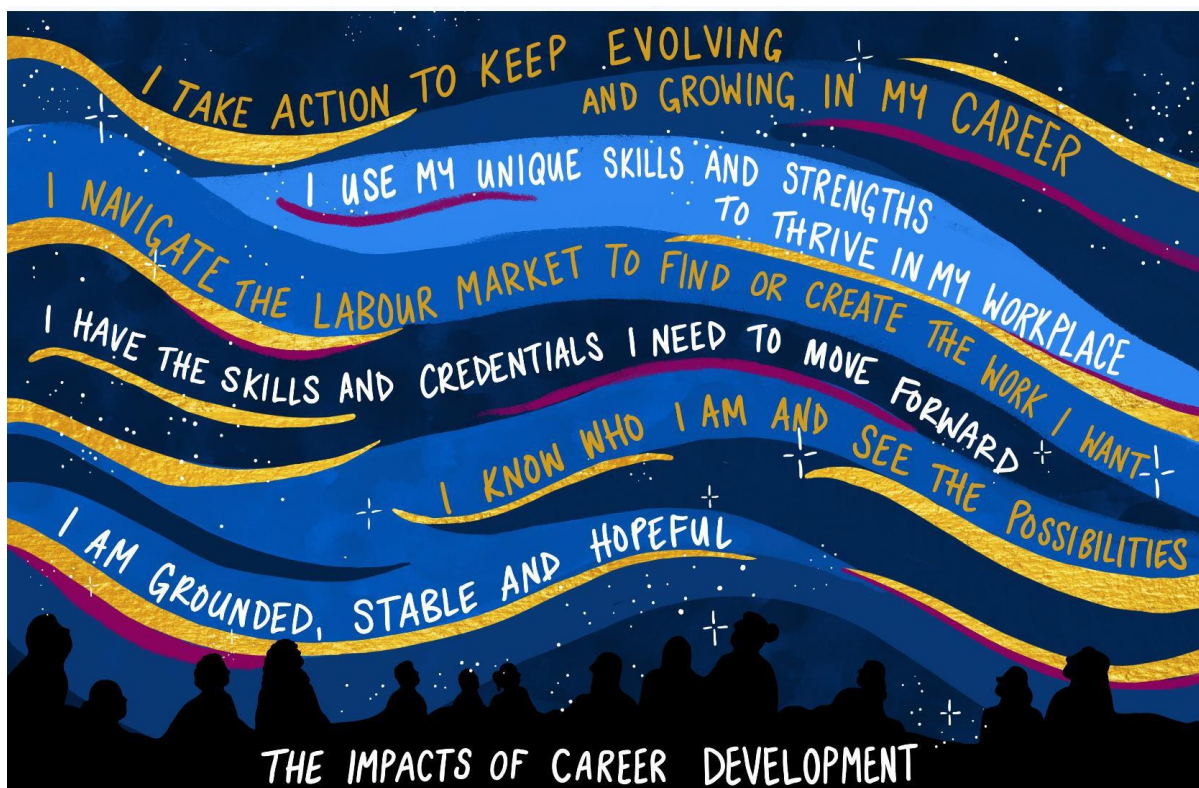 I TAKE ACTION TO KEEP EVOLVING
AND GROWING IN MY CAREER
I USE MY UNIQUE SKILLS AND STRENGTHS
TO THRIVE IN MY WORKPLACE
I NAVIGATE THE LABOUR MARKET TO FIND OR CREATE THE WORK I WANT
I HAVE THE SKILLS AND CREDENTIALS I NEED TO MOVE FORWARD
I KNOW WHO I AM AND SEE THE POSSIBILITIES
I AM GROUNDED, STABLE AND HOPEFUL
THE IMPACTS OF CAREER DEVELOPMENT